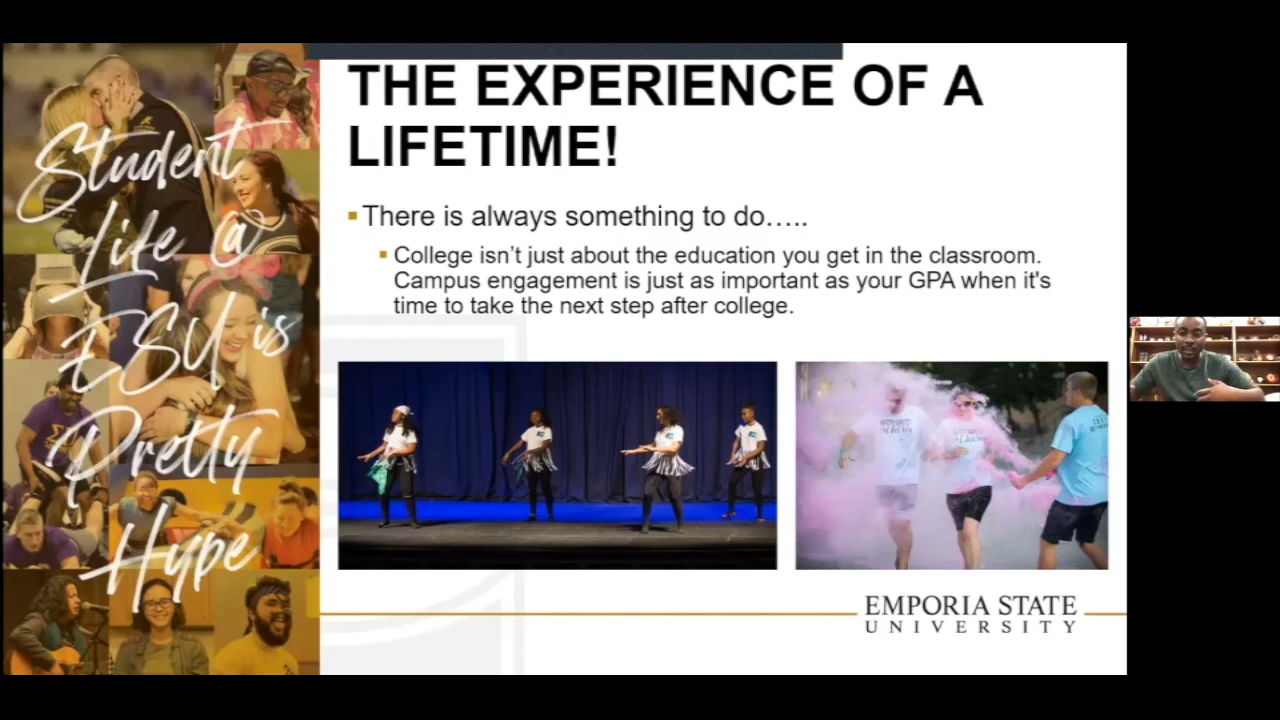 THE EXPERIENCE OF A
LIFETIME!
There is always something to do…..
College isn’t just about the education you get in the classroom.
Campus engagement is just as important as your GPA when it's
time to take the next step after college.
Student
Life @
ESU is
Pretty
Hype
EMPORIA STATE
UNIVERSITY